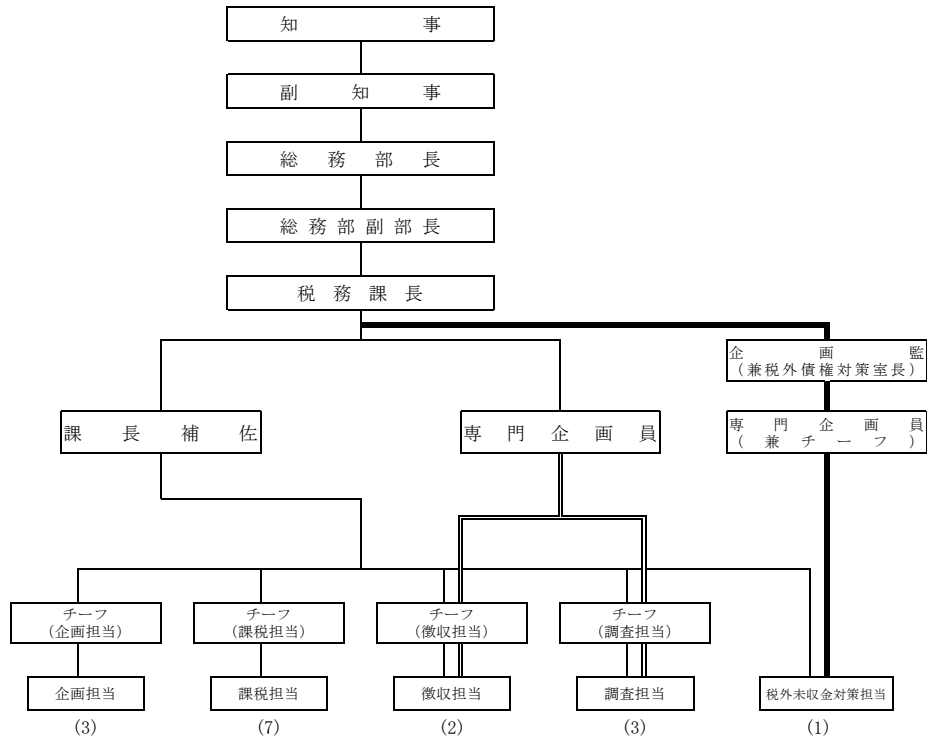 知事
副知事
総務部長
総務部副部長
税務課長
企画監
（兼税外債権対策室長）
課長補佐
専門企画員
専門企画員
（兼チーフ）
チーフ
(企画担当)
チーフ
(課税担当)
チーフ
(徴収担当)
チーフ
(調査担当)
企画担当
課税担当
徴収担当
調査担当
税外未収金対策担当
(3)
(7)
(2)
(3)
(1)